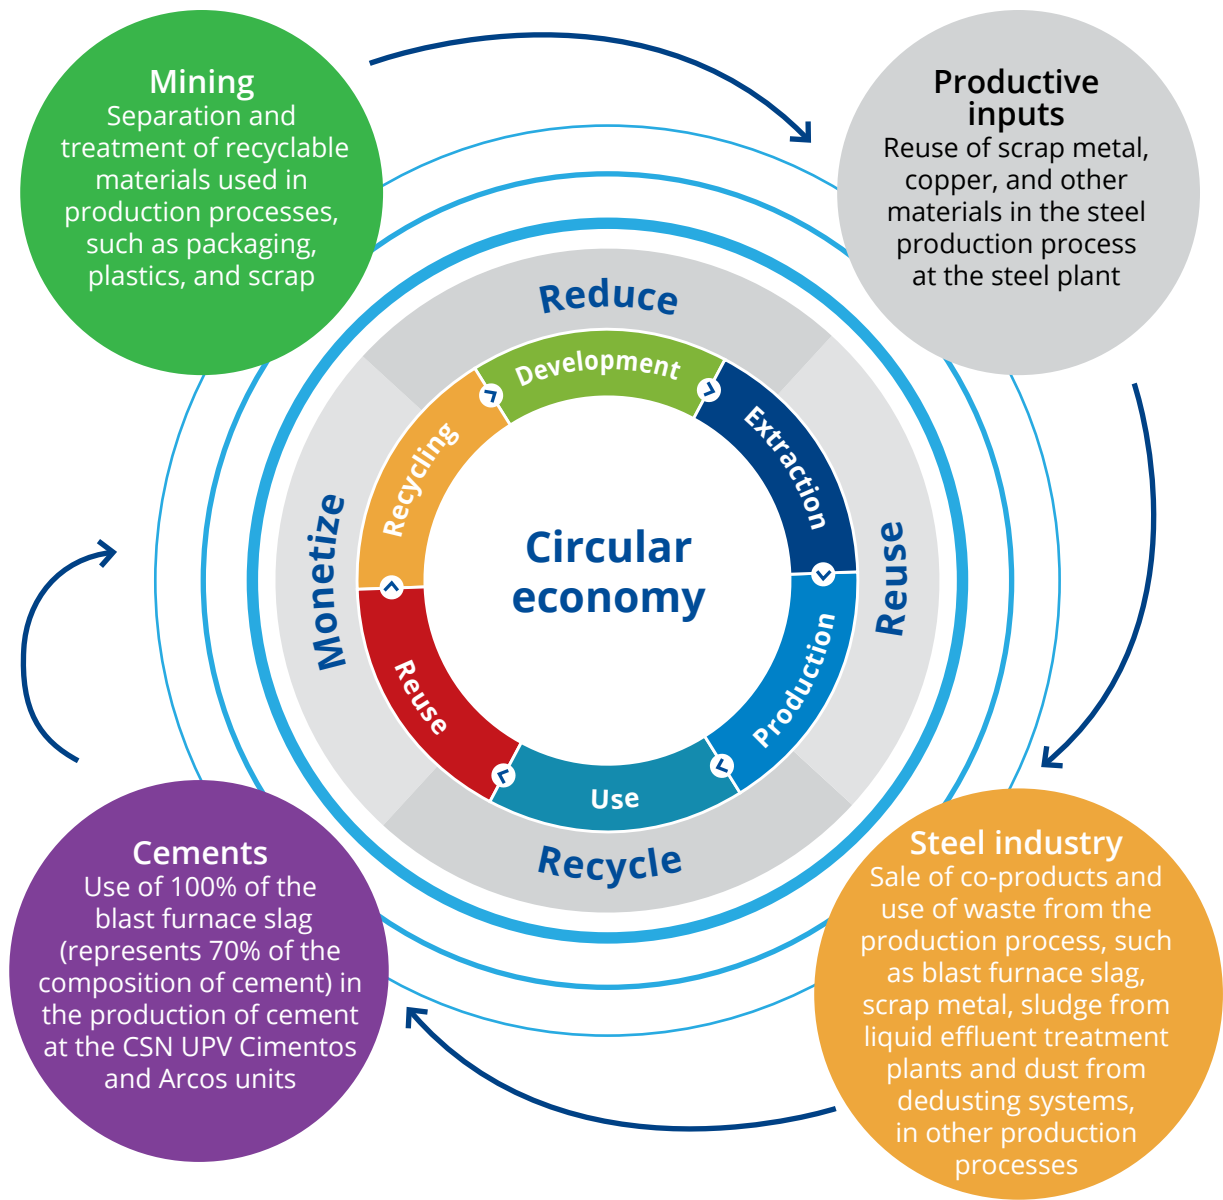 Mining
Separation and
treatment of recyclable
materials used in
production processes,
such as packaging,
plastics, and scrap
Productive
inputs
Reuse of scrap metal,
copper, and other
materials in the steel
production process
at the steel plant
Reduce
Reuse
Recycle
Monetize
Development
Extraction
Production
Use
Reuse
Recycling
Circular
economy
Cements
Use of 100% of the
blast furnace slag
(represents 70% of the
composition of cement) in
the production of cement
at the CSN UPV Cimentos
and Arcos units
Steel industry
Sale of co-products and
use of waste from the
production process, such
as blast furnace slag,
scrap metal, sludge from
liquid effluent treatment
plants and dust from
dedusting systems,
in other production
processes